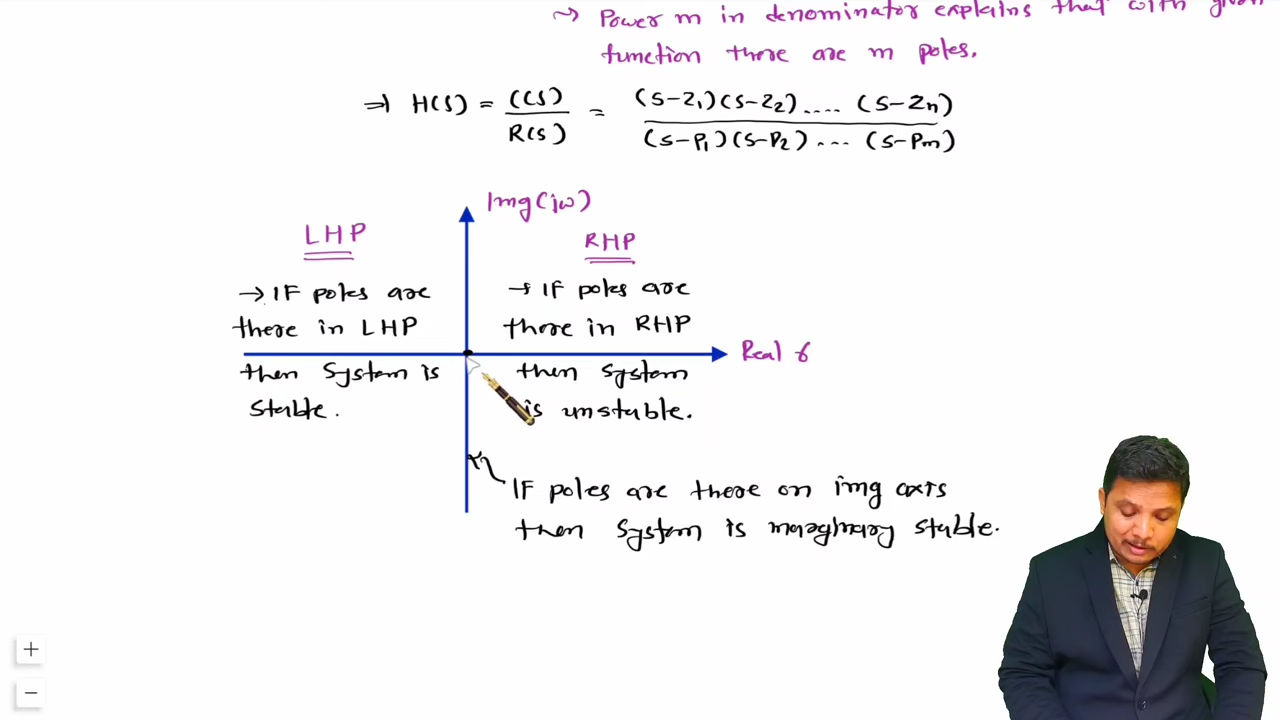 ~> Power m in denominator explains that with given
function there are m poles.
=> H(s) = C(s)/R(s) = (s-z₁)(s-z₂).... (s-zn)/(s-p₁)(s-p₂)... (s-pm)
Img(jω)
LHP
RHP
→ IF poles are
there in LHP
then system is
stable.
→ IF poles are
there in RHP
then system
is unstable.
Real σ
IF poles are there on img axis
then system is marginary stable.
+
−